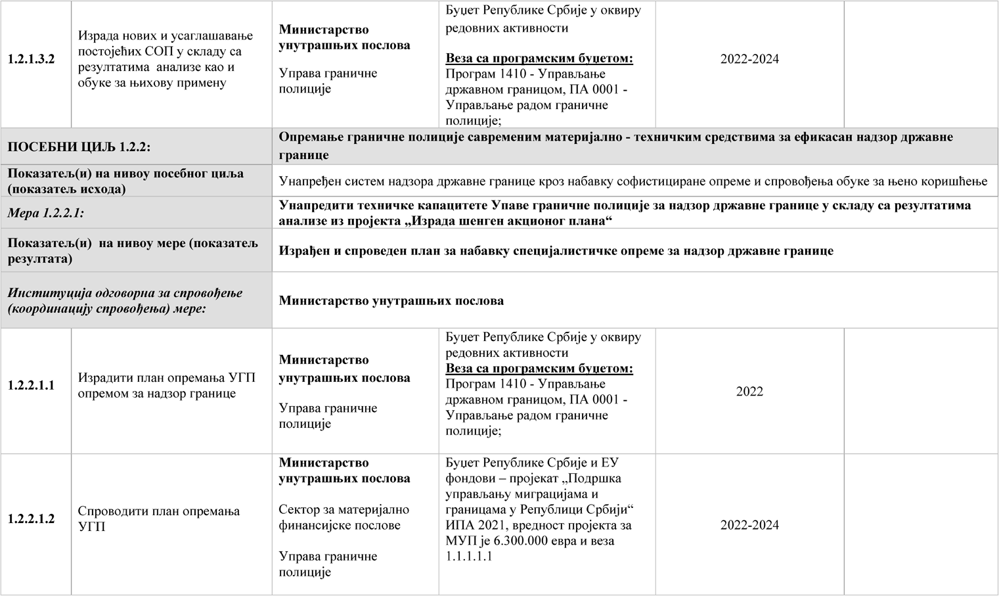 1.2.1.3.2
Израда нових и усаглашавање
постојећих СОП у складу са
резултатима  анализе као и
обуке за њихову примену
Министарство
унутрашњих послова
Управа граничне
полиције
Буџет Републике Србије у оквиру
редовних активности
Веза са програмским буџетом:
Програм 1410 - Управљање
државном границом, ПА 0001 -
Управљање радом граничне
полиције;
2022-2024
ПОСЕБНИ ЦИЉ 1.2.2:
Опремање граничне полиције савременим материјално - техничким средствима за ефикасан надзор државне
границе
Показатељ(и) на нивоу посебног циља
(показатељ исхода)
Унапређен систем надзора државне границе кроз набавку софистициране опреме и спровођења обуке за њено коришћење
Мера 1.2.2.1:
Унапредити техничке капацитете Упаве граничне полиције за надзор државне границе у складу са резултатима
анализе из пројекта „Израда шенген акционог плана“
Показатељ(и)  на нивоу мере (показатељ
резултата)
Израђен и спроведен план за набавку специјалистичке опреме за надзор државне границе
Институција одговорна за спровођење
(координацију спровођења) мере:
Министарство унутрашњих послова
1.2.2.1.1
Израдити план опремања УГП
опремом за надзор границе
Министарство
унутрашњих послова
Управа граничне
полиције
Буџет Републике Србије у оквиру
редовних активности
Веза са програмским буџетом:
Програм 1410 - Управљање
државном границом, ПА 0001 -
Управљање радом граничне
полиције;
2022
1.2.2.1.2
Спроводити план опремања
УГП
Министарство
унутрашњих послова
Сектор за материјално
финансијске послове
Управа граничне
полиције
Буџет Републике Србије и ЕУ
фондови – пројекат „Подршка
управљању миграцијама и
границама у Републици Србији“
ИПА 2021, вредност пројекта за
МУП је 6.300.000 евра и веза
1.1.1.1.1
2022-2024